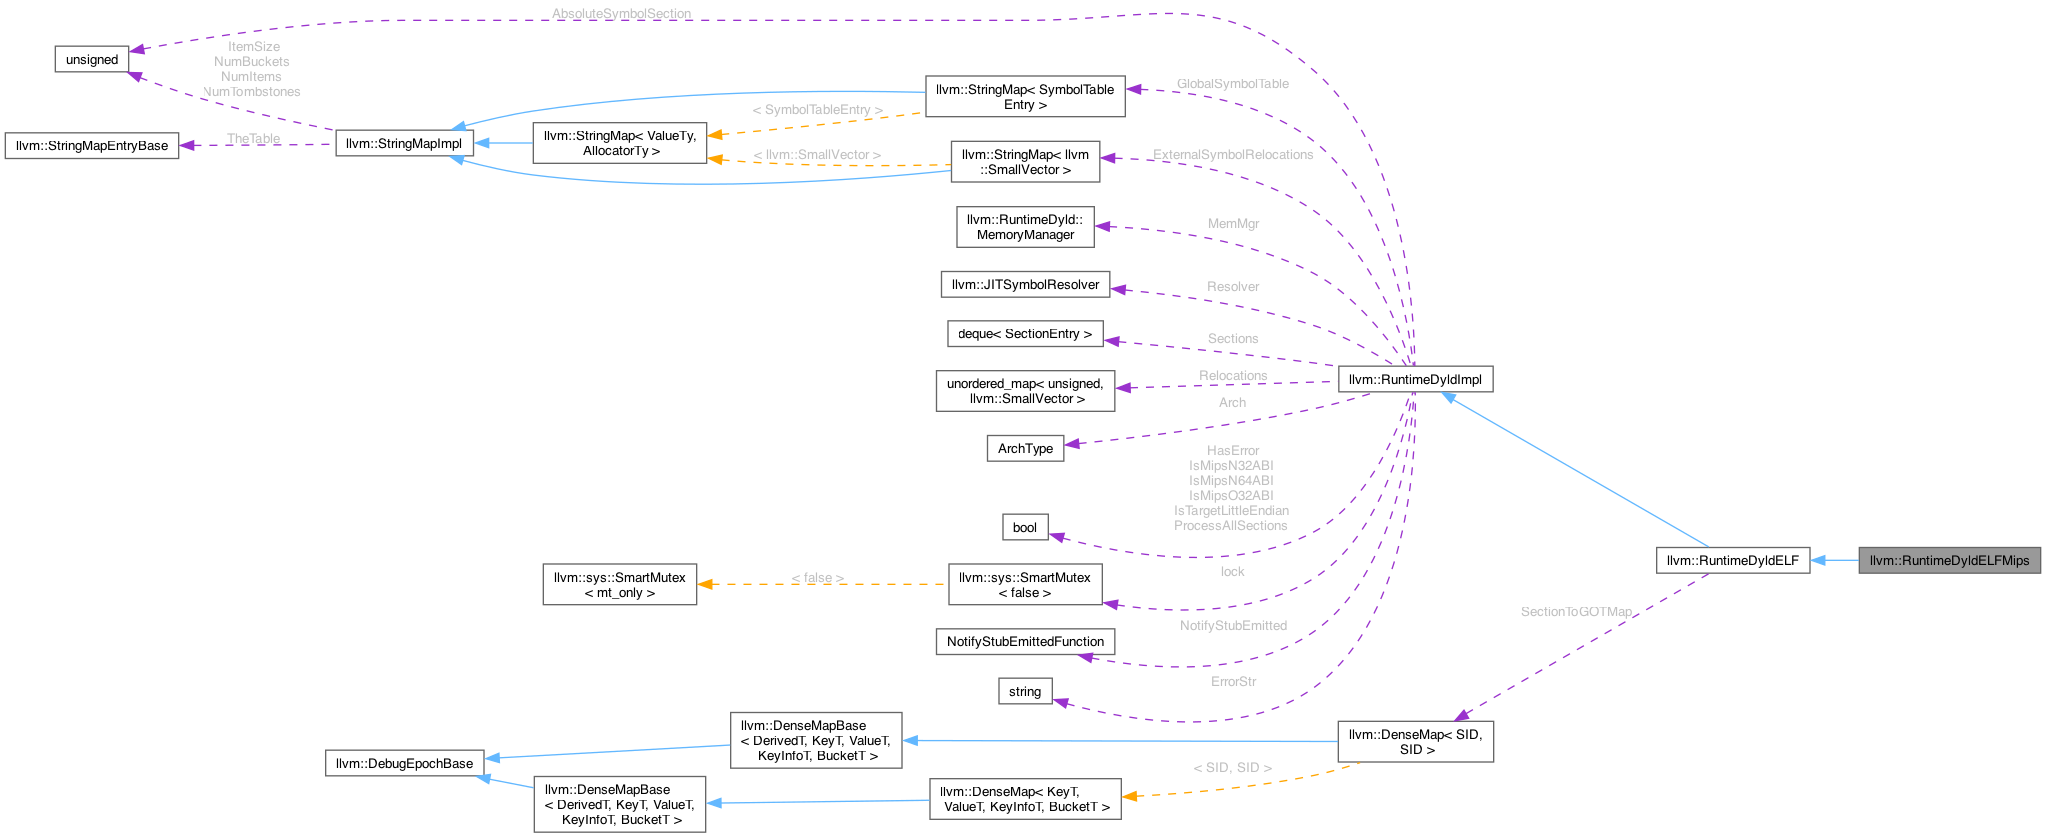 AbsoluteSymbolSection
unsigned
ItemSize
NumBuckets
NumItems
NumTombstones
llvm::StringMapEntryBase
TheTable
llvm::StringMapImpl
llvm::StringMap< ValueTy,
AllocatorTy >
< SymbolTableEntry >
< llvm::SmallVector >
llvm::StringMap< SymbolTable
Entry >
GlobalSymbolTable
llvm::StringMap< llvm
::SmallVector >
ExternalSymbolRelocations
llvm::RuntimeDyld::
MemoryManager
MemMgr
llvm::JITSymbolResolver
Resolver
deque< SectionEntry >
Sections
unordered_map< unsigned,
llvm::SmallVector >
Relocations
ArchType
Arch
llvm::RuntimeDyldImpl
HasError
IsMipsN32ABI
IsMipsN64ABI
IsMipsO32ABI
IsTargetLittleEndian
ProcessAllSections
bool
llvm::sys::SmartMutex
< mt_only >
< false >
llvm::sys::SmartMutex
< false >
lock
NotifyStubEmittedFunction
NotifyStubEmitted
string
ErrorStr
llvm::RuntimeDyldELF
llvm::RuntimeDyldELFMips
SectionToGOTMap
llvm::DenseMap< SID,
SID >
llvm::DenseMapBase
< DerivedT, KeyT, ValueT,
KeyInfoT, BucketT >
llvm::DebugEpochBase
llvm::DenseMapBase
< DerivedT, KeyT, ValueT,
KeyInfoT, BucketT >
llvm::DenseMap< KeyT,
ValueT, KeyInfoT, BucketT >
< SID, SID >